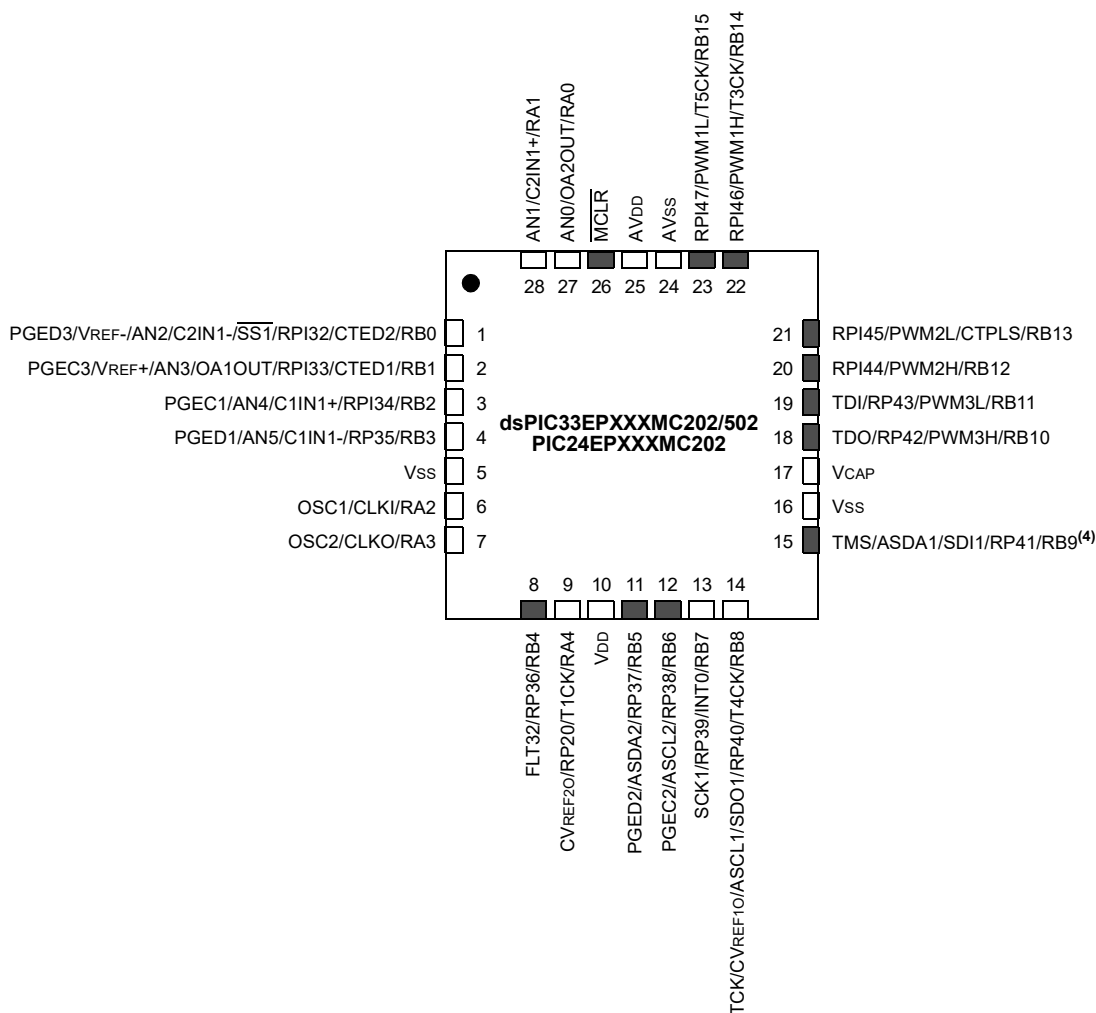 AN1/C2IN1+/RA1
AN0/OA2OUT/RA0
MCLR
AVDD
AVSS
RPI47/PWM1L/T5CK/RB15
RPI46/PWM1H/T3CK/RB14
28 27 26 25 24 23 22
PGED3/VREF-/AN2/C2IN1-/SS1/RPI32/CTED2/RB0 1
PGEC3/VREF+/AN3/OA1OUT/RPI33/CTED1/RB1 2
PGEC1/AN4/C1IN1+/RPI34/RB2 3
PGED1/AN5/C1IN1-/RP35/RB3 4
VSS 5
OSC1/CLKI/RA2 6
OSC2/CLKO/RA3 7
dsPIC33EPXXXMC202/502
PIC24EPXXXMC202
21 RPI45/PWM2L/CTPLS/RB13
20 RPI44/PWM2H/RB12
19 TDI/RP43/PWM3L/RB11
18 TDO/RP42/PWM3H/RB10
17 VCAP
16 VSS
15 TMS/ASDA1/SDI1/RP41/RB9(4)
8 9 10 11 12 13 14
FLT32/RP36/RB4
CVREF2O/RP20/T1CK/RA4
VDD
PGED2/ASDA2/RP37/RB5
PGEC2/ASCL2/RP38/RB6
SCK1/RP39/INT0/RB7
TCK/CVREF1O/ASCL1/SDO1/RP40/T4CK/RB8